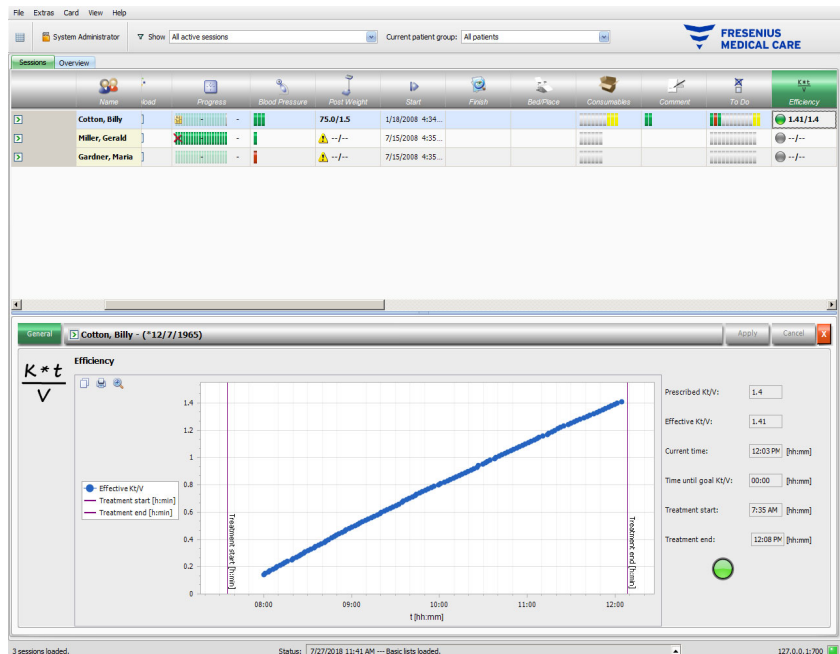 File Extras Card View Help
System Administrator Show All active sessions Current patient group: All patients
FRESENIUS
MEDICAL CARE
Sessions Overview
Name load Progress Blood Pressure Post Weight Start Finish Bed/Place Consumables Comment To Do K*t V Efficiency
Cotton, Billy ] - - 75.0/1.5 1/18/2008 4:34... 1.41/1.4
Miller, Gerald ] - - --/-- 7/15/2008 4:35... --/--
Gardner, Maria ] - - --/-- 7/15/2008 4:35... --/--
General Cotton, Billy - (*12/7/1965) Apply Cancel X
K * t
V
Efficiency
1.4
1.2
1
0.8
0.6
0.4
0.2
0
Effective Kt/V
Treatment start [h:min]
Treatment end [h:min]
Treatment start [h:min]
Treatment end [h:min]
08:00 09:00 10:00 11:00 12:00
t [hh:mm]
Prescribed Kt/V: 1.4
Effective Kt/V: 1.41
Current time: 12:03 PM [hh:mm]
Time until goal Kt/V: 00:00 [hh:mm]
Treatment start: 7:35 AM [hh:mm]
Treatment end: 12:08 PM [hh:mm]
3 sessions loaded. Status: 7/27/2018 11:41 AM --- Basic lists loaded. 127.0.0.1:700